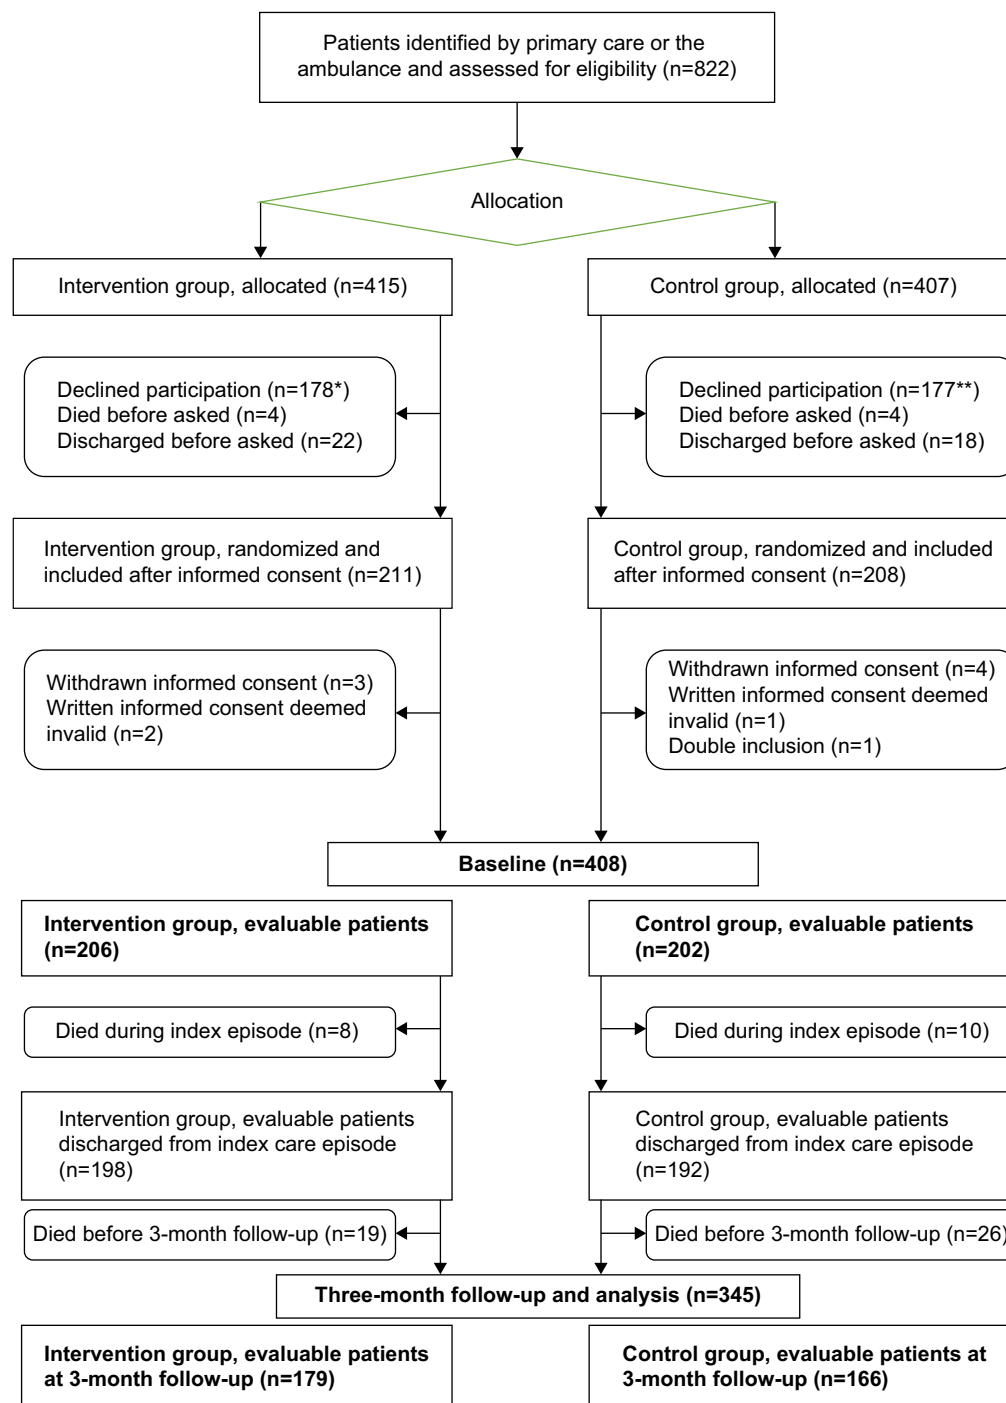 Patients identified by primary care or the
ambulance and assessed for eligibility (n=822)
Allocation
Intervention group, allocated (n=415)
Control group, allocated (n=407)
Declined participation (n=178*)
Died before asked (n=4)
Discharged before asked (n=22)
Declined participation (n=177**)
Died before asked (n=4)
Discharged before asked (n=18)
Intervention group, randomized and
included after informed consent (n=211)
Control group, randomized and included
after informed consent (n=208)
Withdrawn informed consent (n=3)
Written informed consent deemed
invalid (n=2)
Withdrawn informed consent (n=4)
Written informed consent deemed
invalid (n=1)
Double inclusion (n=1)
Baseline (n=408)
Intervention group, evaluable patients
(n=206)
Control group, evaluable patients
(n=202)
Died during index episode (n=8)
Died during index episode (n=10)
Intervention group, evaluable patients
discharged from index care episode
(n=198)
Control group, evaluable patients
discharged from index care episode
(n=192)
Died before 3-month follow-up (n=19)
Died before 3-month follow-up (n=26)
Three-month follow-up and analysis (n=345)
Intervention group, evaluable patients
at 3-month follow-up (n=179)
Control group, evaluable patients at
3-month follow-up (n=166)